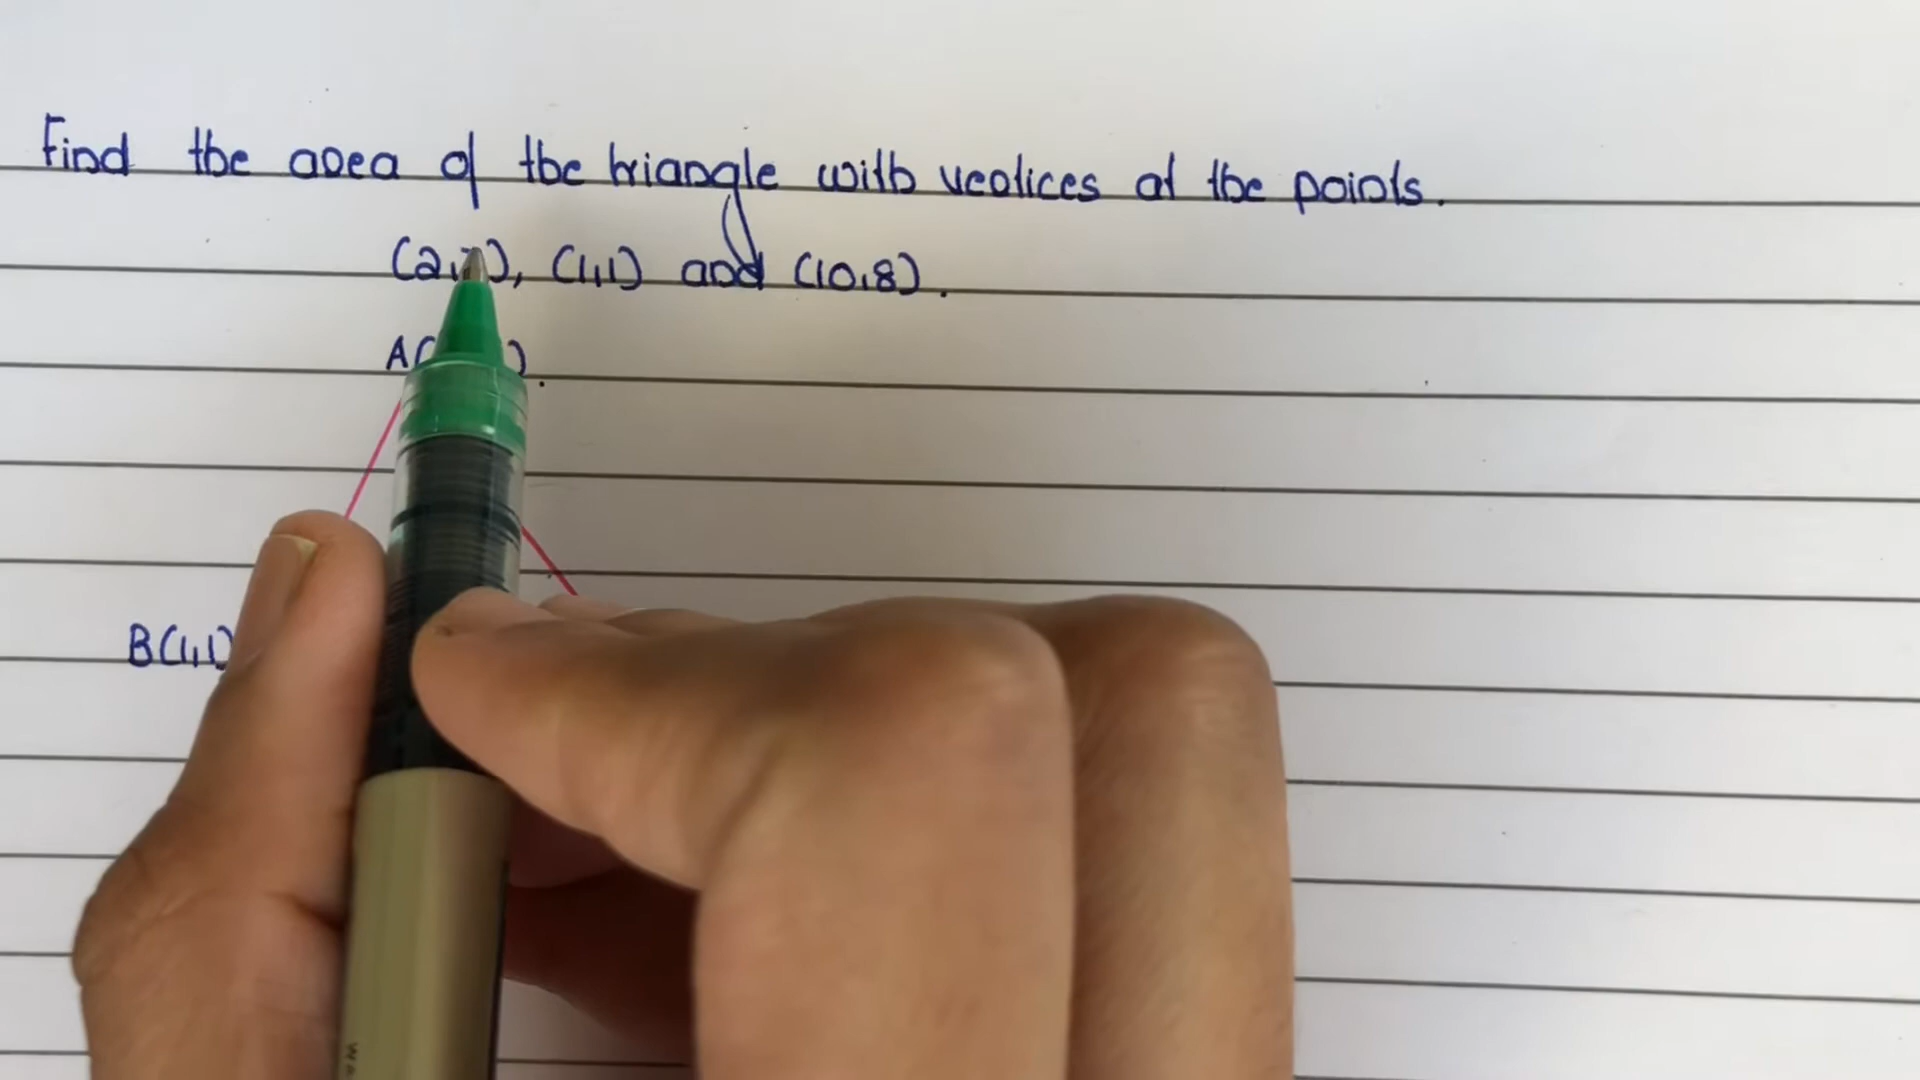 Find the area of the triangle with vertices at the points.
(2, ), (1,1) and (10,8).
A( ).
B(1,1)